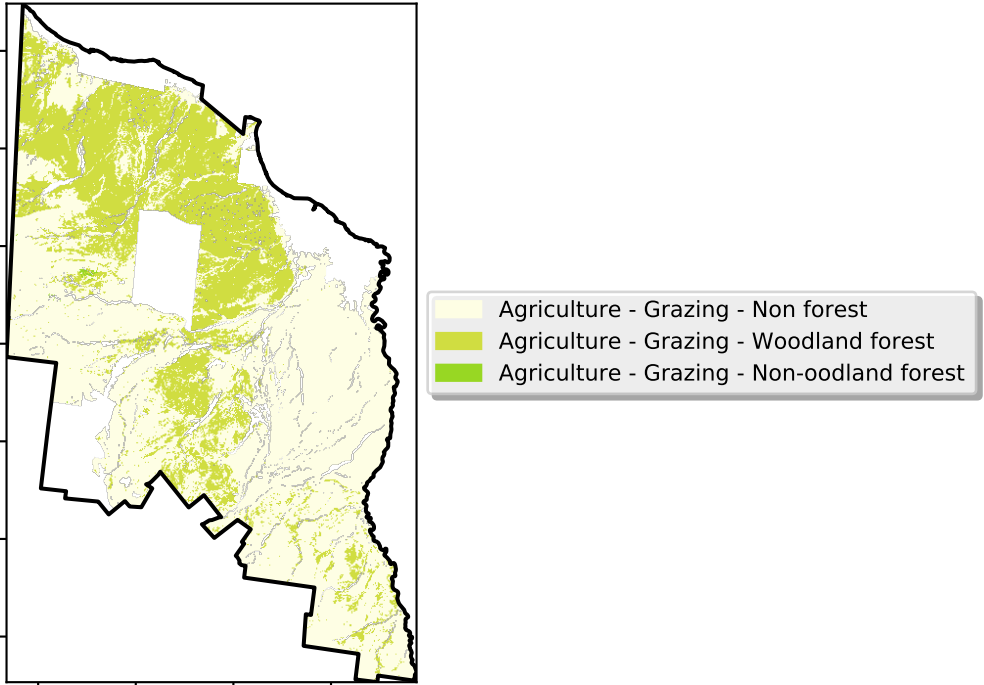 Agriculture - Grazing - Non forest
Agriculture - Grazing - Woodland forest
Agriculture - Grazing - Non-oodland forest